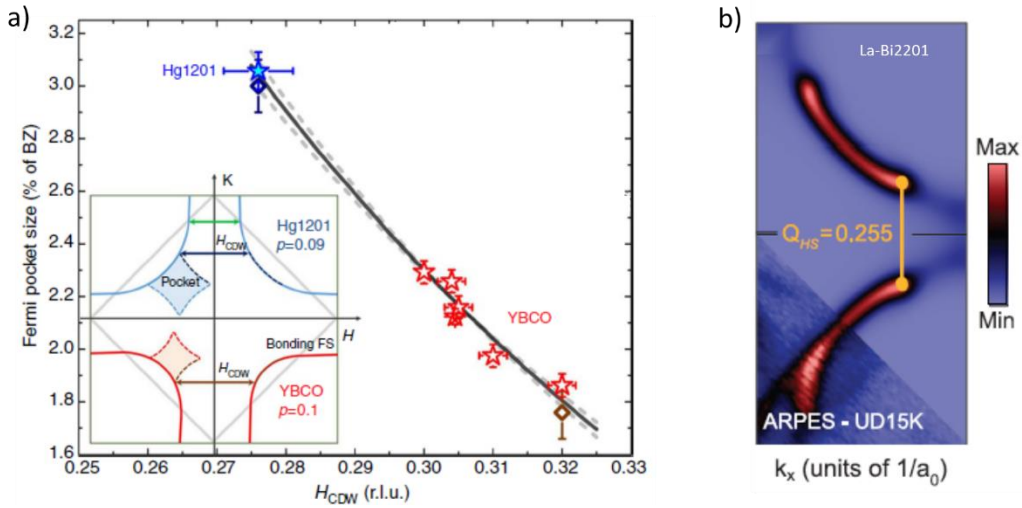 a)
Fermi pocket size (% of BZ)
3.2
3.0
2.8
2.6
2.4
2.2
2.0
1.8
1.6
Hg1201
YBCO
K
Hg1201
p=0.09
H_CDW
Pocket
H
Bonding FS
H_CDW
YBCO
p=0.1
0.25 0.26 0.27 0.28 0.29 0.30 0.31 0.32 0.33
H_CDW (r.l.u.)
b)
La-Bi2201
Q_HS=0.255
Max
Min
ARPES - UD15K
k_x (units of 1/a_0)